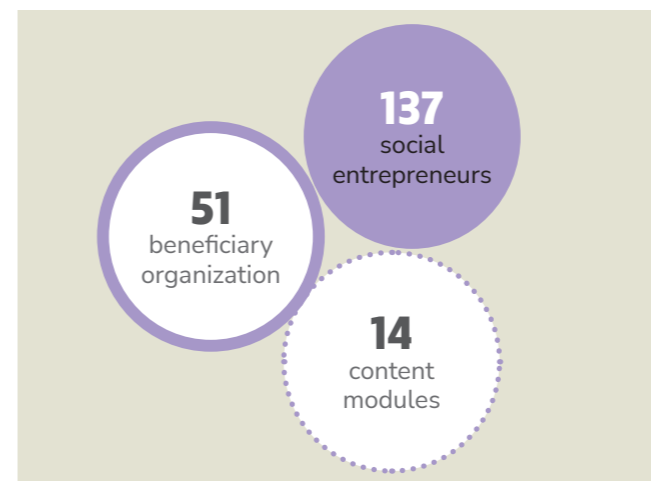 137
social
entrepreneurs
51
beneficiary
organization
14
content
modules